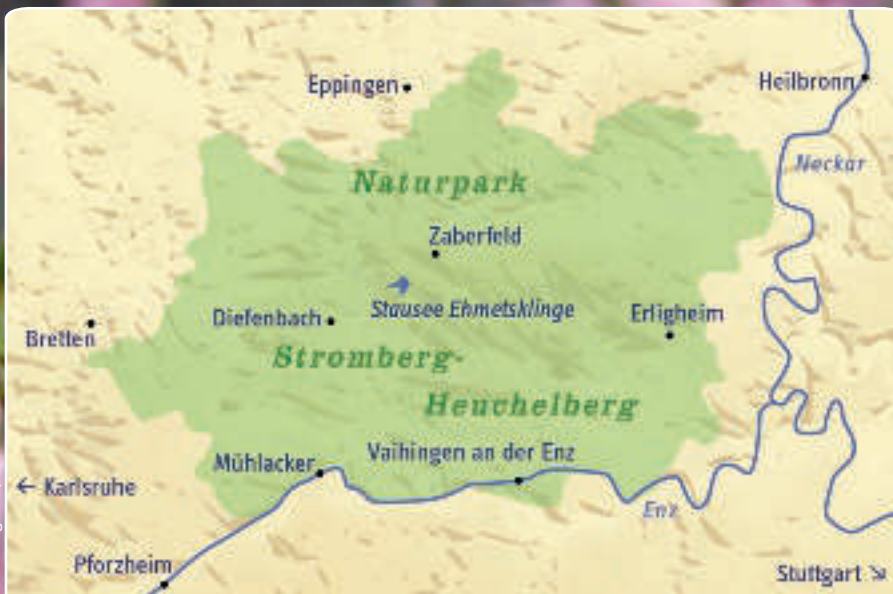 Eppingen
Heilbronn
Neckar
Naturpark
Zaberfeld
Stausee Ehmetsklinge
Diefenbach
Erligheim
Bretten
Stromberg-
Heuchelberg
Vaihingen an der Enz
Mühlacker
← Karlsruhe
Enz
Pforzheim
Stuttgart ↘